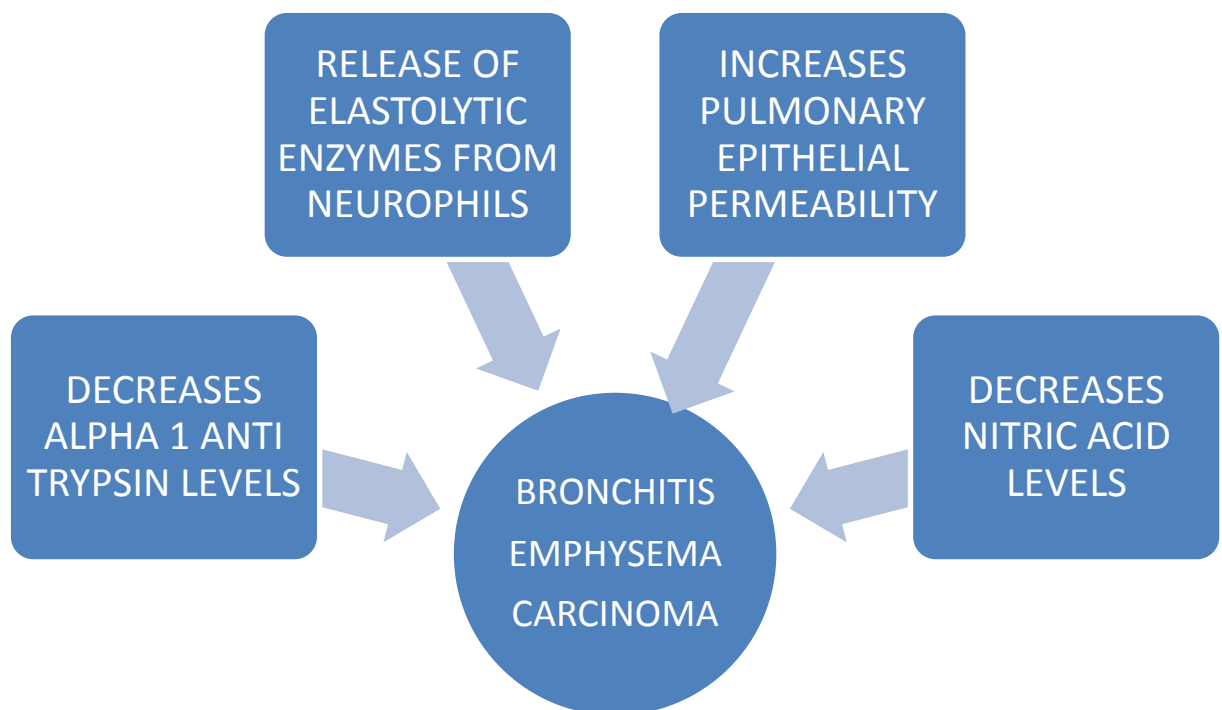 RELEASE OF
ELASTOLYTIC
ENZYMES FROM
NEUROPHILS
INCREASES
PULMONARY
EPITHELIAL
PERMEABILITY
DECREASES
ALPHA 1 ANTI
TRYPSIN LEVELS
DECREASES
NITRIC ACID
LEVELS
BRONCHITIS
EMPHYSEMA
CARCINOMA